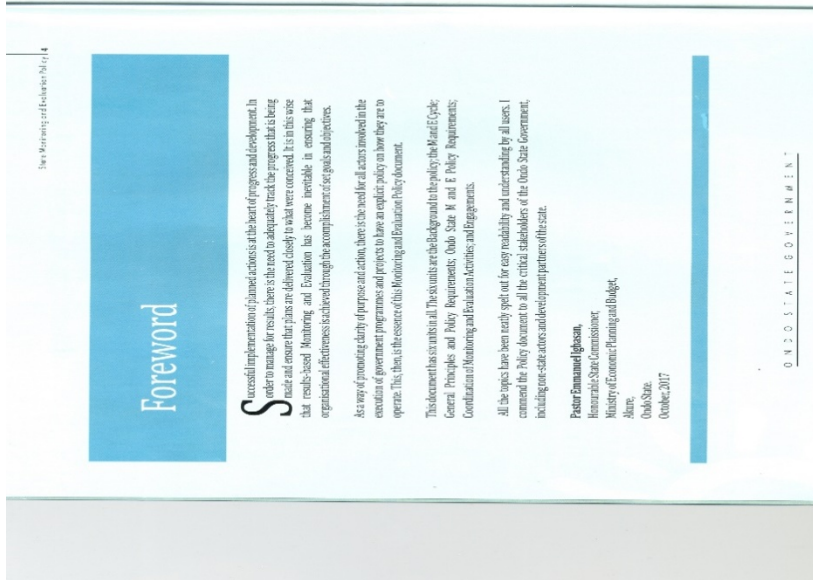 State Monitoring and Evaluation Policy | 4
Foreword
Successful implementation of planned actions is at the heart of progress and development. In
order to manage for results, there is the need to adequately track the progress that is being
made and ensure that plans are delivered closely to what were conceived. It is in this wise
that results-based Monitoring and Evaluation has become inevitable in ensuring that
organisational effectiveness is achieved through the accomplishment of set goals and objectives.
As a way of promoting clarity of purpose and action, there is the need for all actors involved in the
execution of government programmes and projects to have an explicit policy on how they are to
operate. This, then, is the essence of this Monitoring and Evaluation Policy document.
This document has six units in all. The six units are the Background to the policy; the M and E Cycle;
General Principles and Policy Requirements; Ondo State M and E Policy Requirements;
Coordination of Monitoring and Evaluation Activities; and Engagements.
All the topics have been neatly spelt out for easy readability and understanding by all users. I
commend the Policy document to all the critical stakeholders of the Ondo State Government,
including non-state actors and development partners of the state.
Pastor Emmanuel Igbasan,
Honourable State Commissioner,
Ministry of Economic Planning and Budget,
Akure,
Ondo State.
October, 2017
ONDO STATE GOVERNMENT